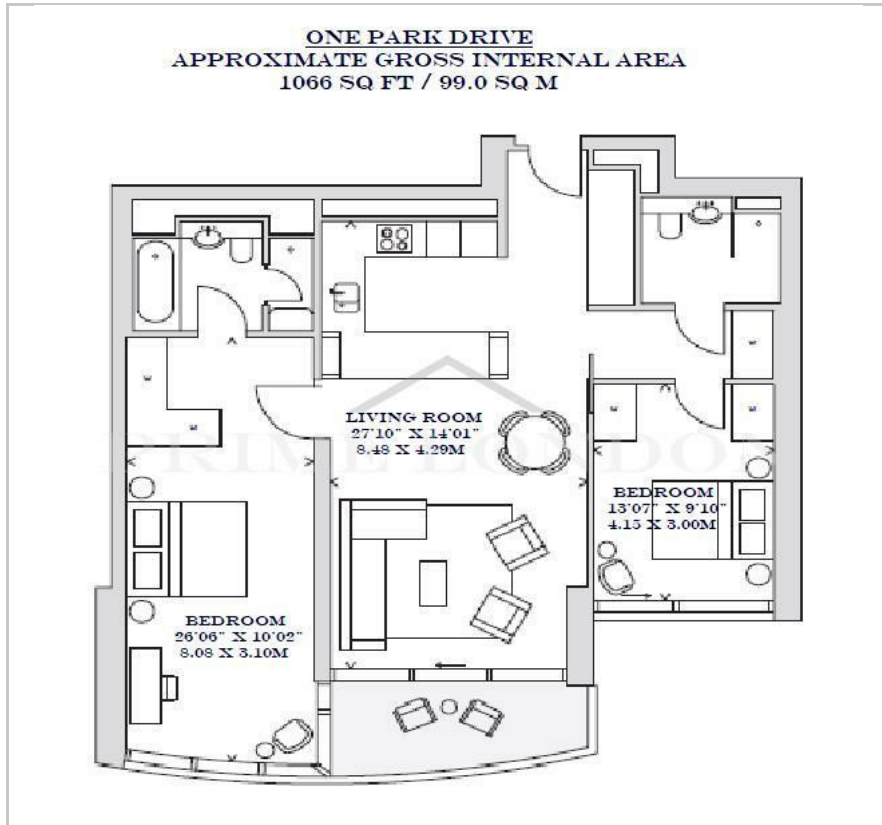 ONE PARK DRIVE
APPROXIMATE GROSS INTERNAL AREA
1066 SQ FT / 99.0 SQ M
LIVING ROOM
27'10" X 14'01"
8.48 X 4.29M
PRIME LONDON
BEDROOM
13'07" X 9'10"
4.15 X 3.00M
BEDROOM
26'06" X 10'02"
8.08 X 3.10M
W
W
W
W
W